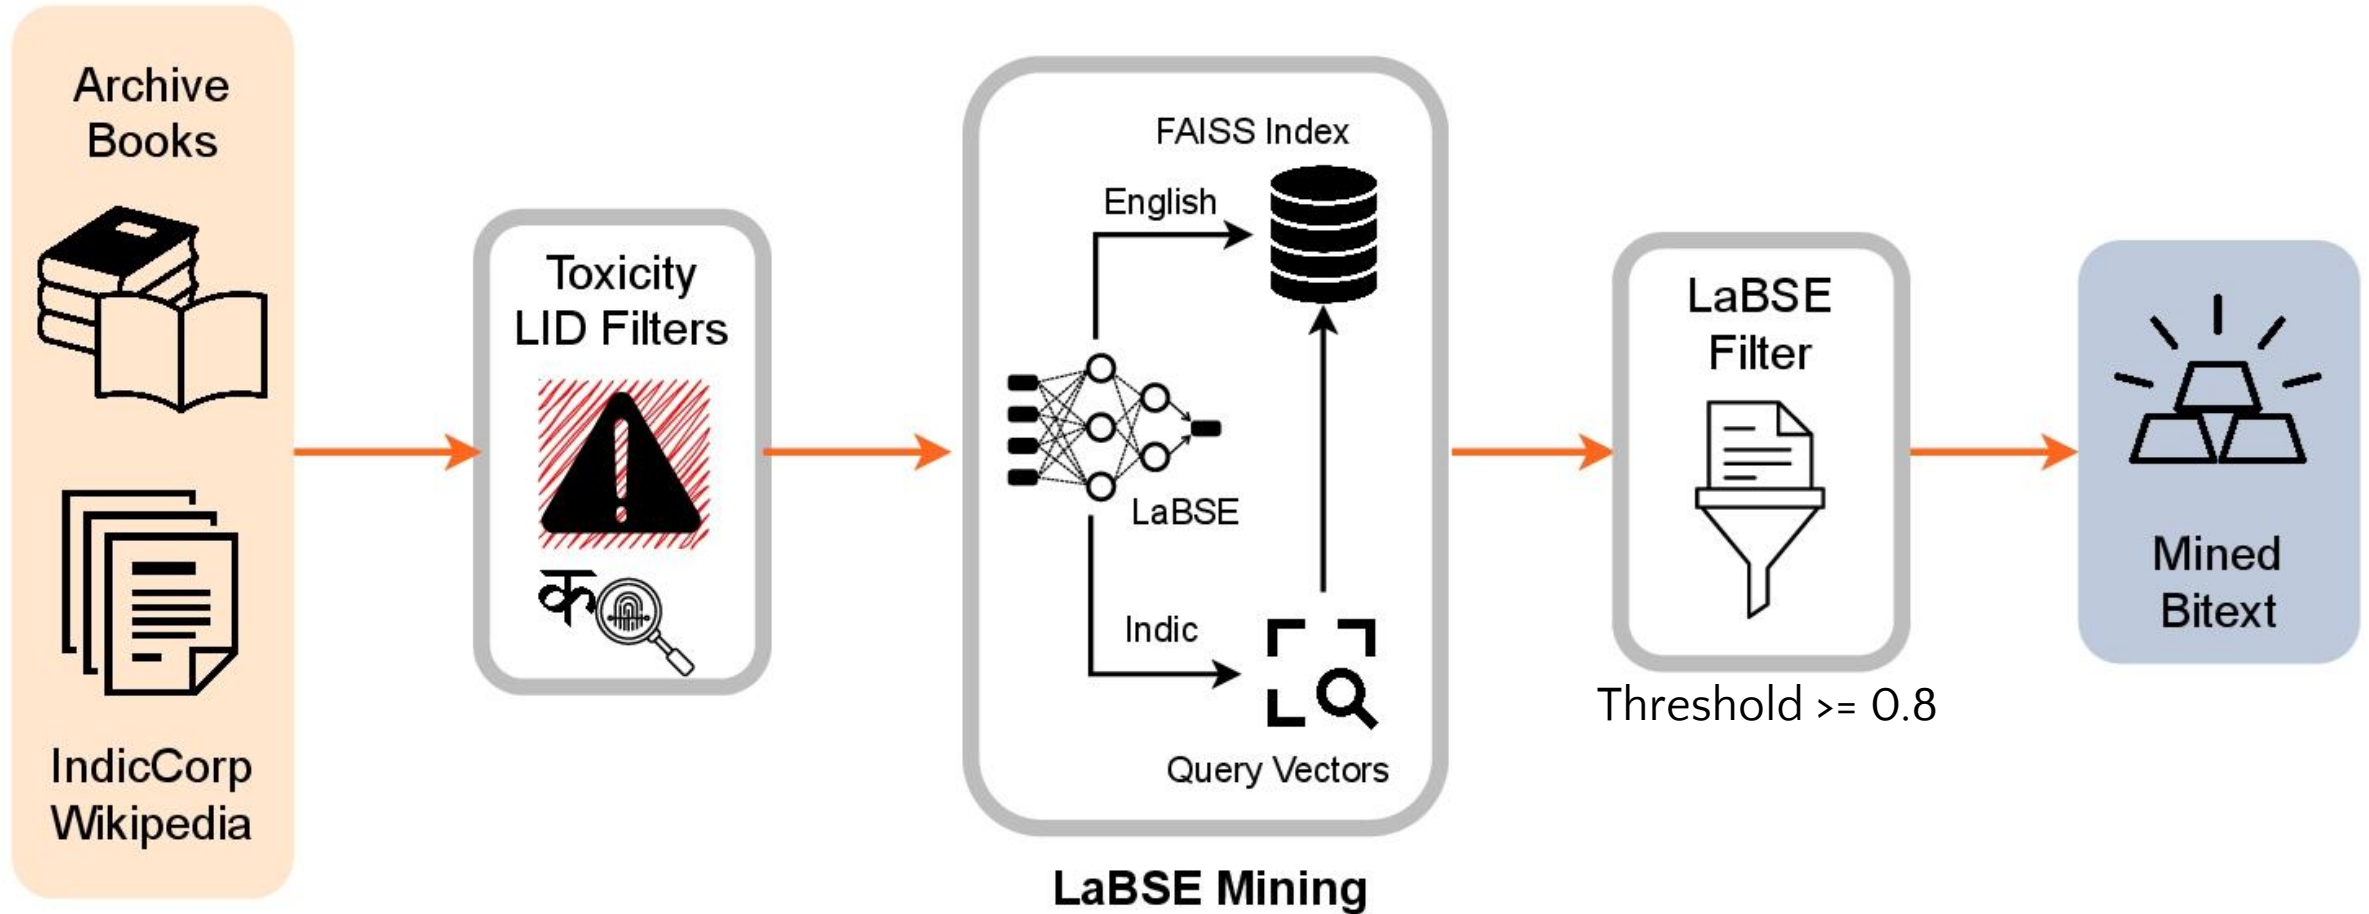 Archive
Books
IndicCorp
Wikipedia
Toxicity
LID Filters
क
FAISS Index
English
LaBSE
Indic
Query Vectors
LaBSE Mining
LaBSE
Filter
Threshold >= 0.8
Mined
Bitext